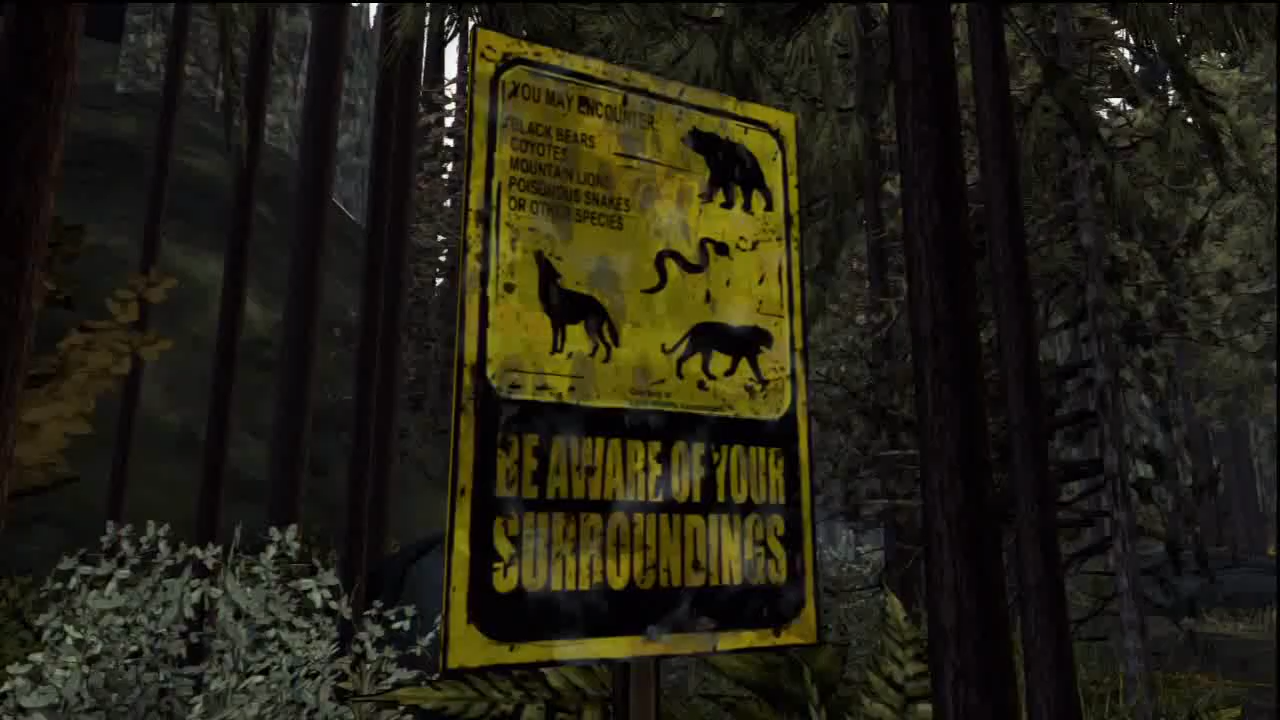 YOU MAY ENCOUNTER:
BLACK BEARS
COYOTES
MOUNTAIN LIONS
POISONOUS SNAKES
OR OTHER SPECIES
BE AWARE OF YOUR
SURROUNDINGS